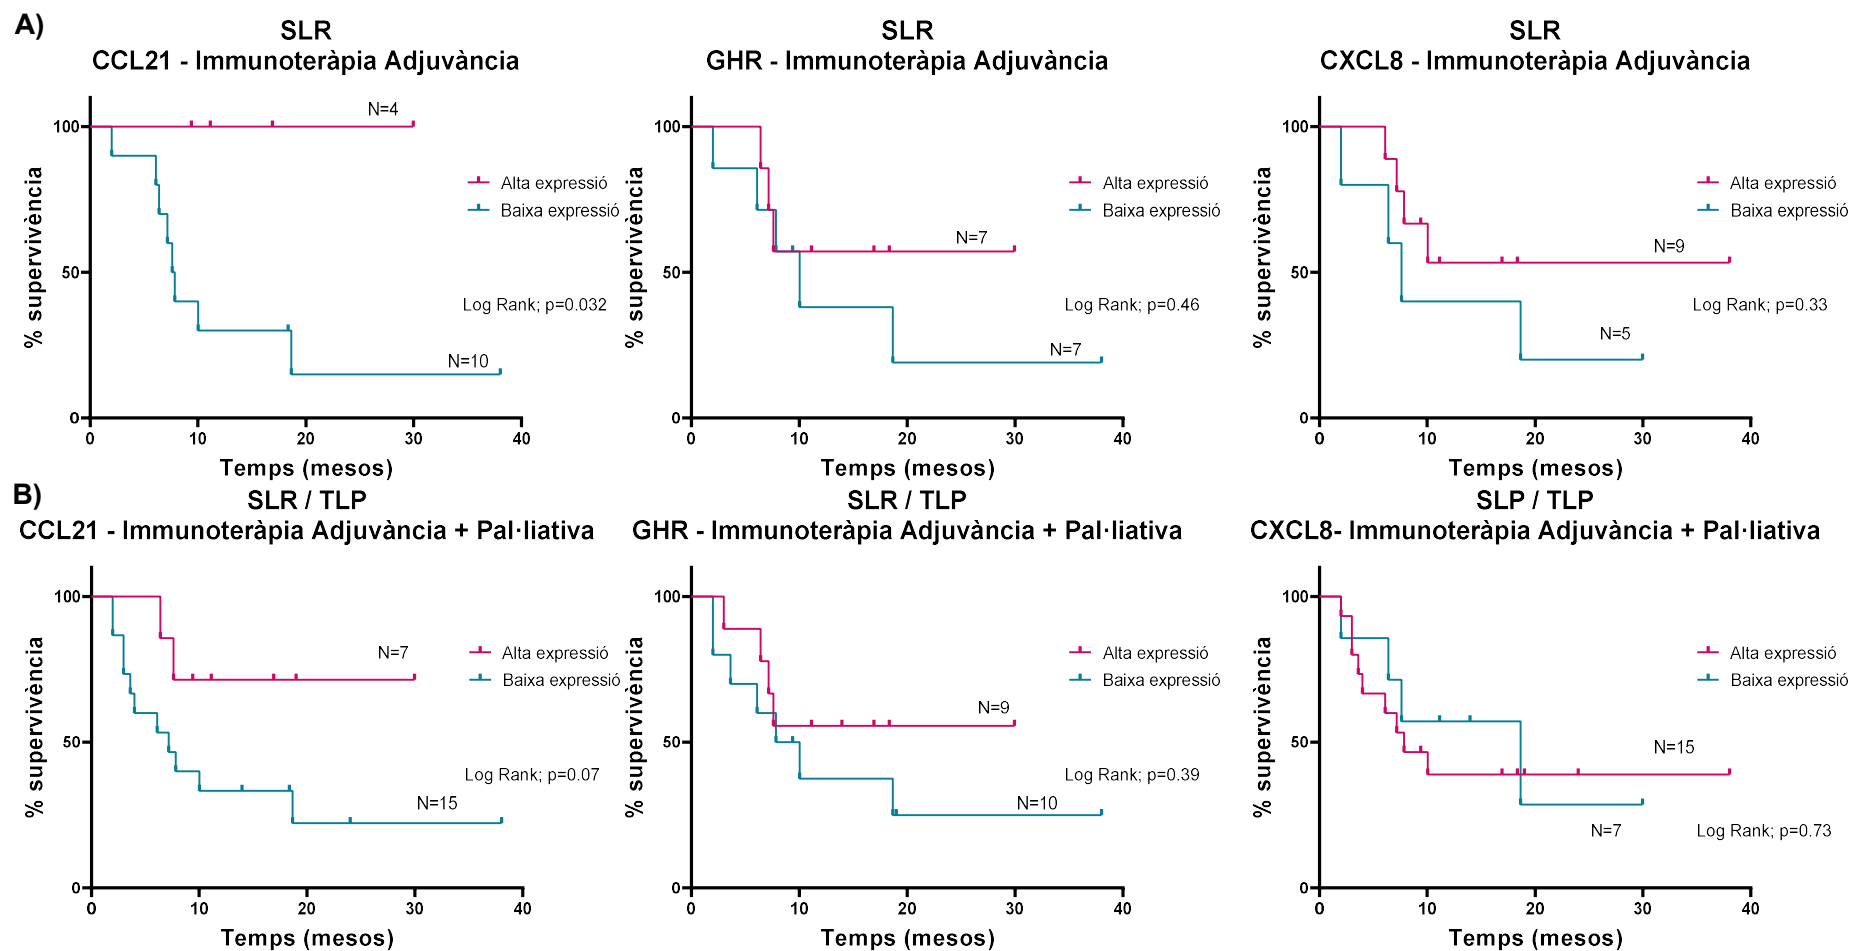 A)
SLR
CCL21 - Immunoteràpia Adjuvància
% supervivència
100
50
0
0 10 20 30 40
Temps (mesos)
N=4
Alta expressió
Baixa expressió
Log Rank; p=0.032
N=10
SLR
GHR - Immunoteràpia Adjuvància
% supervivència
100
50
0
0 10 20 30 40
Temps (mesos)
Alta expressió
Baixa expressió
N=7
Log Rank; p=0.46
N=7
SLR
CXCL8 - Immunoteràpia Adjuvància
% supervivència
100
50
0
0 10 20 30 40
Temps (mesos)
Alta expressió
Baixa expressió
N=9
Log Rank; p=0.33
N=5
B)
SLR / TLP
CCL21 - Immunoteràpia Adjuvància + Pal·liativa
% supervivència
100
50
0
0 10 20 30 40
Temps (mesos)
N=7
Alta expressió
Baixa expressió
Log Rank; p=0.07
N=15
SLR / TLP
GHR - Immunoteràpia Adjuvància + Pal·liativa
% supervivència
100
50
0
0 10 20 30 40
Temps (mesos)
Alta expressió
Baixa expressió
N=9
Log Rank; p=0.39
N=10
SLP / TLP
CXCL8- Immunoteràpia Adjuvància + Pal·liativa
% supervivència
100
50
0
0 10 20 30 40
Temps (mesos)
Alta expressió
Baixa expressió
N=15
N=7
Log Rank; p=0.73